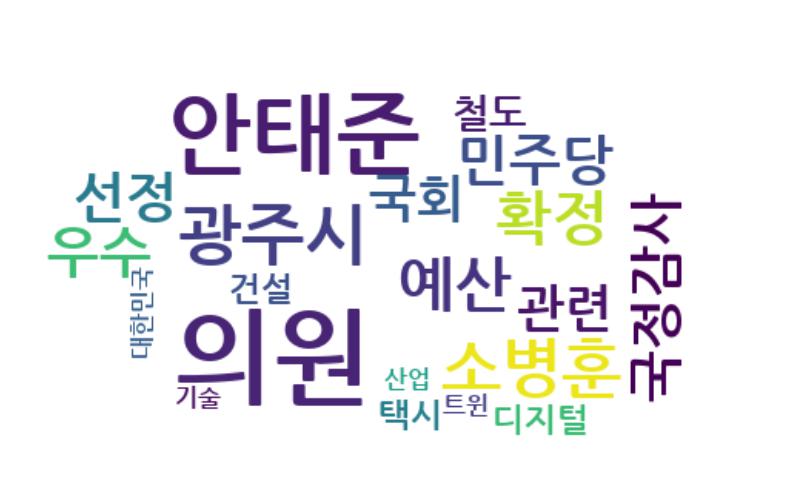 안태준
철도
민주당
선정
국회
확정
광주시
우수
국정감사
예산
건설
대한민국
관련
의원
소병훈
산업
기술
택시
트윈
디지털